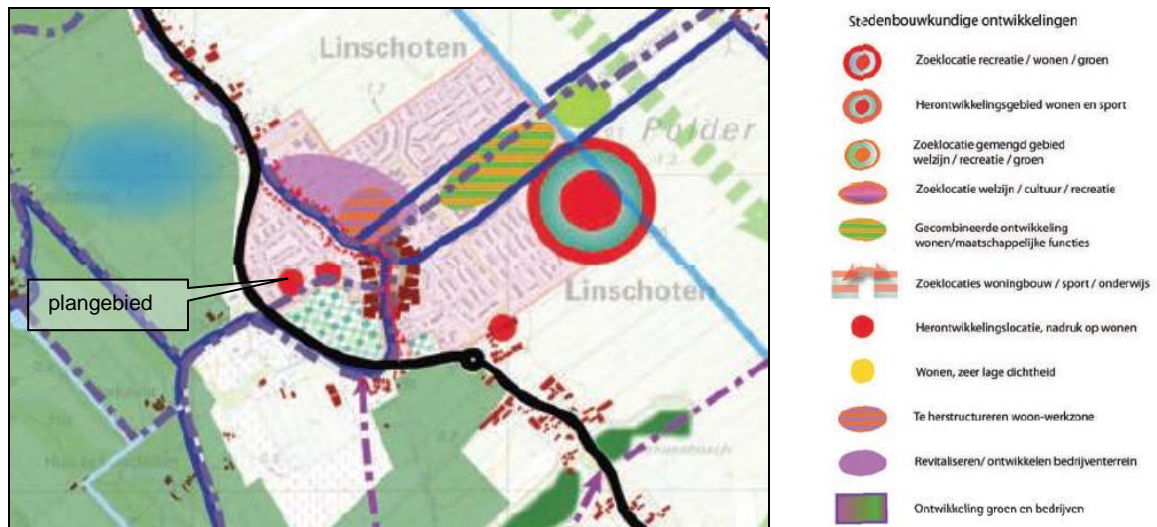 Linschoten
Polder
plangebied
Linschoten
Stedenbouwkundige ontwikkelingen
Zoeklocatie recreatie / wonen / groen
Herontwikkelingsgebied wonen en sport
Zoeklocatie gemengd gebied
welzijn / recreatie / groen
Zoeklocatie welzijn / cultuur / recreatie
Gecombineerde ontwikkeling
wonen/maatschappelijke functies
Zoeklocaties woningbouw / sport / onderwijs
Herontwikkelingslocatie, nadruk op wonen
Wonen, zeer lage dichtheid
Te herstructureren woon-werkzone
Revitaliseren/ ontwikkelen bedrijventerrein
Ontwikkeling groen en bedrijven